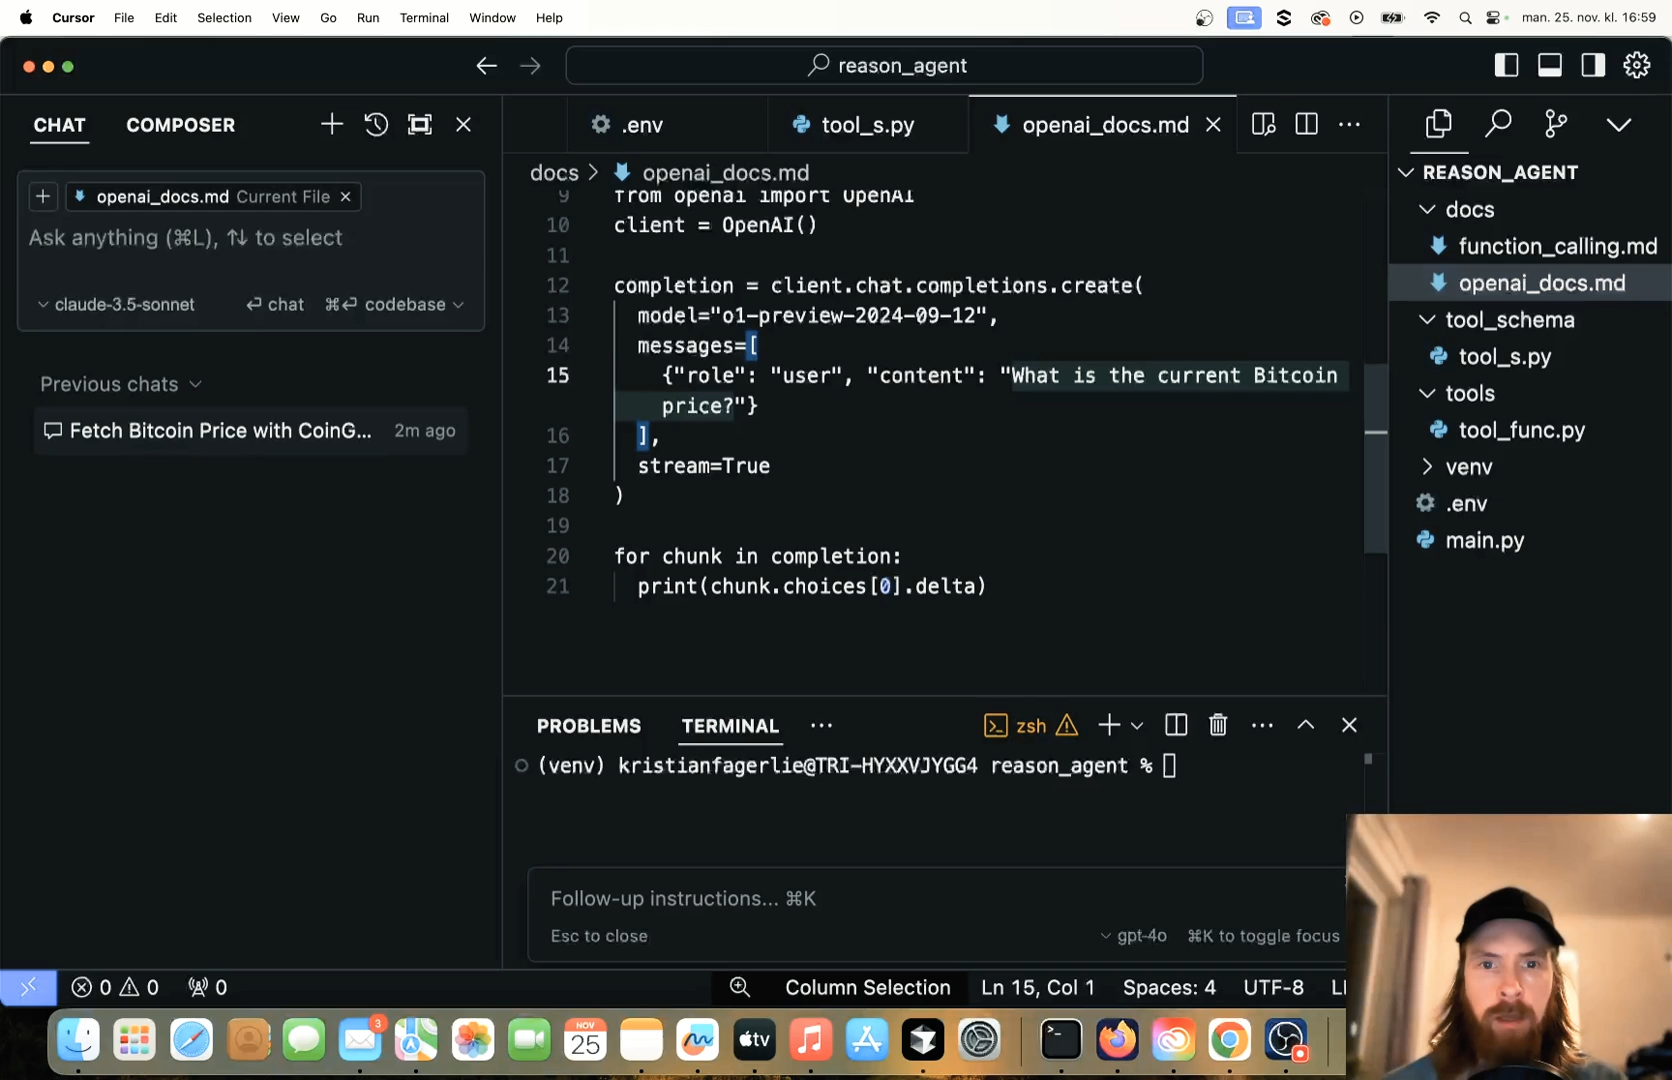 Cursor File Edit Selection View Go Run Terminal Window Help man. 25. nov. kl. 16:59
reason_agent
CHAT COMPOSER
.env tool_s.py openai_docs.md
openai_docs.md Current File
Ask anything (⌘L), ↑↓ to select
claude-3.5-sonnet ⏎ chat ⌘⏎ codebase
Previous chats
Fetch Bitcoin Price with CoinG... 2m ago
docs > openai_docs.md
9 from openai import OpenAI
10 client = OpenAI()
11
12 completion = client.chat.completions.create(
13 model="o1-preview-2024-09-12",
14 messages=[
15 {"role": "user", "content": "What is the current Bitcoin
price?"}
16 ],
17 stream=True
18 )
19
20 for chunk in completion:
21 print(chunk.choices[0].delta)
REASON_AGENT
docs
function_calling.md
openai_docs.md
tool_schema
tool_s.py
tools
tool_func.py
venv
.env
main.py
PROBLEMS TERMINAL ... zsh
(venv) kristianfagerlie@TRI-HYXXVJYGG4 reason_agent %
Follow-up instructions... ⌘K
Esc to close gpt-4o ⌘K to toggle focus
0 0 0 Column Selection Ln 15, Col 1 Spaces: 4 UTF-8
3
NOV
25
tv